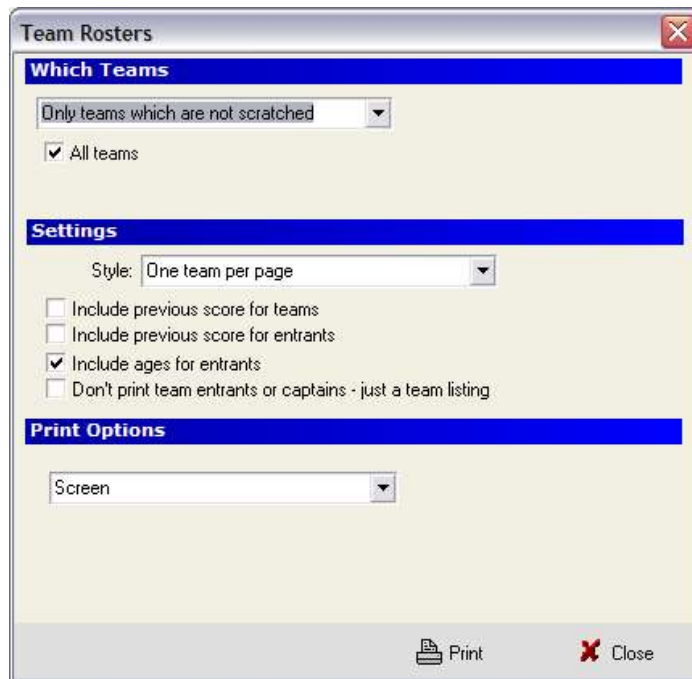 Team Rosters
Which Teams
Only teams which are not scratched
All teams
Settings
Style: One team per page
Include previous score for teams
Include previous score for entrants
Include ages for entrants
Don't print team entrants or captains - just a team listing
Print Options
Screen
Print Close